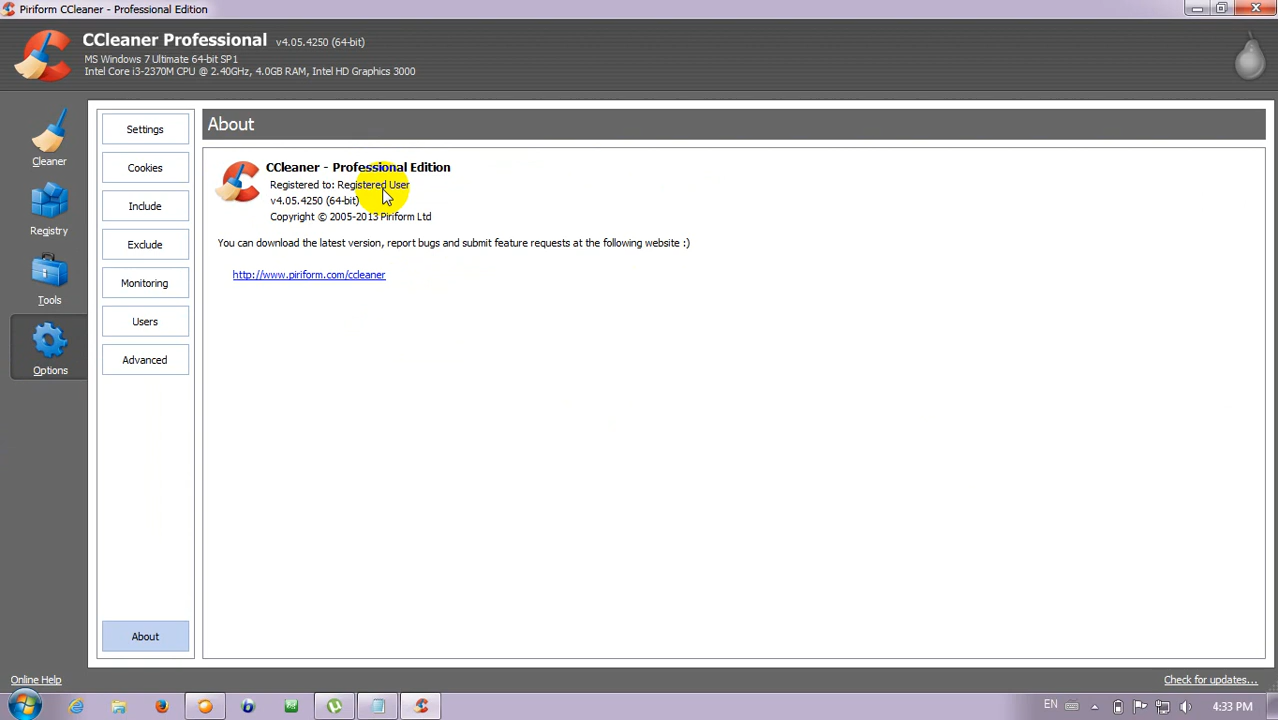 Piriform CCleaner - Professional Edition
CCleaner Professional v4.05.4250 (64-bit)
MS Windows 7 Ultimate 64-bit SP1
Intel Core i3-2370M CPU @ 2.40GHz, 4.0GB RAM, Intel HD Graphics 3000
Cleaner
Registry
Tools
Options
Settings
Cookies
Include
Exclude
Monitoring
Users
Advanced
About
About
CCleaner - Professional Edition
Registered to: Registered User
v4.05.4250 (64-bit)
Copyright © 2005-2013 Piriform Ltd
You can download the latest version, report bugs and submit feature requests at the following website :)
http://www.piriform.com/ccleaner
Online Help
Check for updates...
EN
4:33 PM